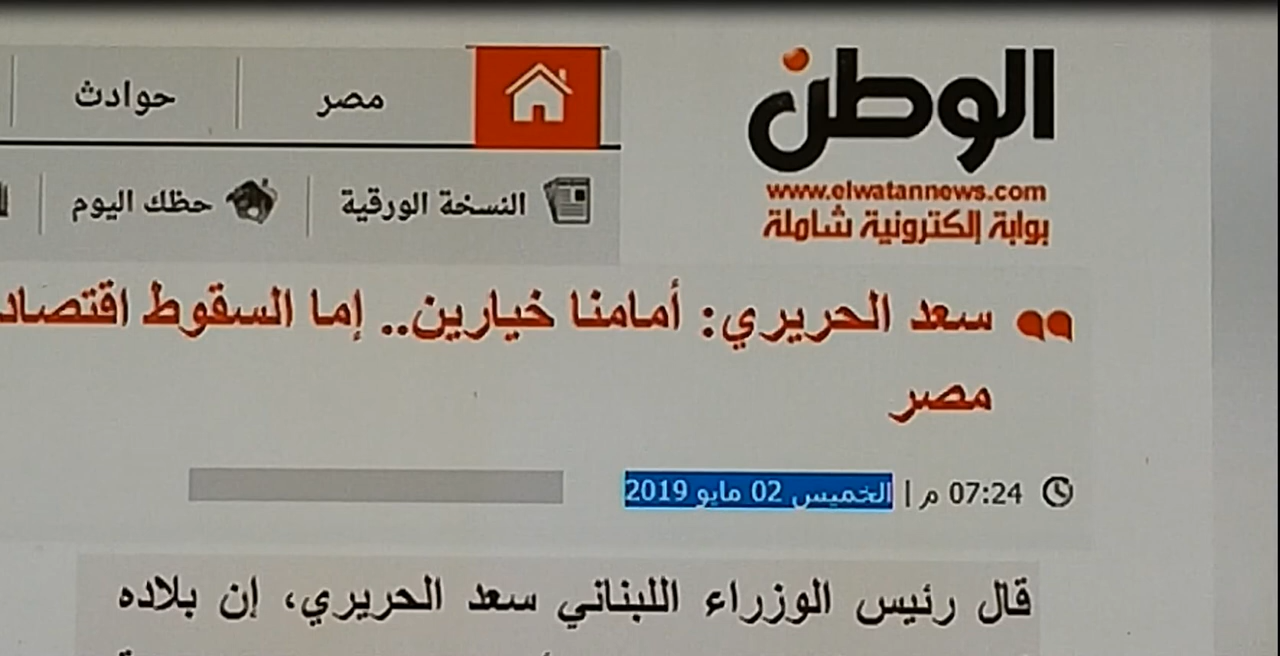 الوطن
www.elwatannews.com
بوابة إلكترونية شاملة
مصر
حوادث
النسخة الورقية
حظك اليوم
سعد الحريري: أمامنا خيارين.. إما السقوط اقتصاد
مصر
07:24 م | الخميس 02 مايو 2019
قال رئيس الوزراء اللبناني سعد الحريري، إن بلاده